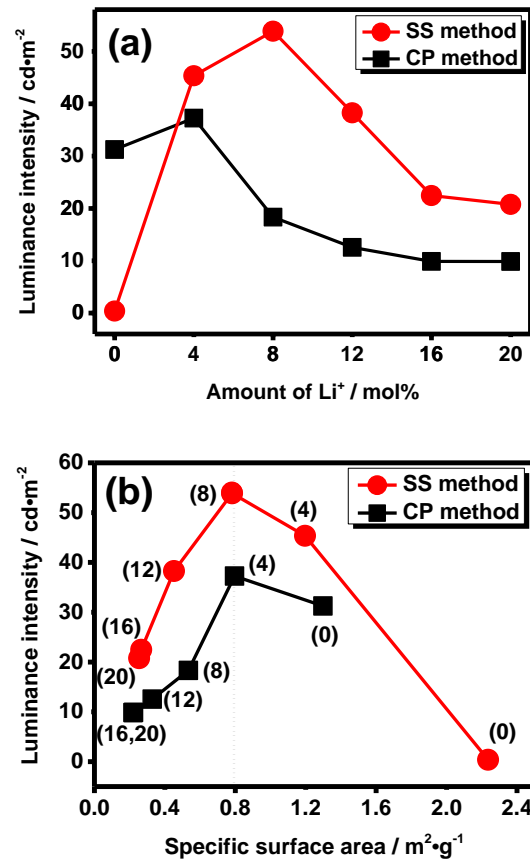 (a)
SS method
CP method
Luminance intensity / cd•m⁻²
50
40
30
20
10
0
0 4 8 12 16 20
Amount of Li⁺ / mol%
(b)
SS method
CP method
Luminance intensity / cd•m⁻²
60
50
40
30
20
10
0
(8)
(4)
(12)
(4)
(16)
(0)
(20)
(8)
(12)
(16,20)
(0)
0.0 0.4 0.8 1.2 1.6 2.0 2.4
Specific surface area / m²•g⁻¹